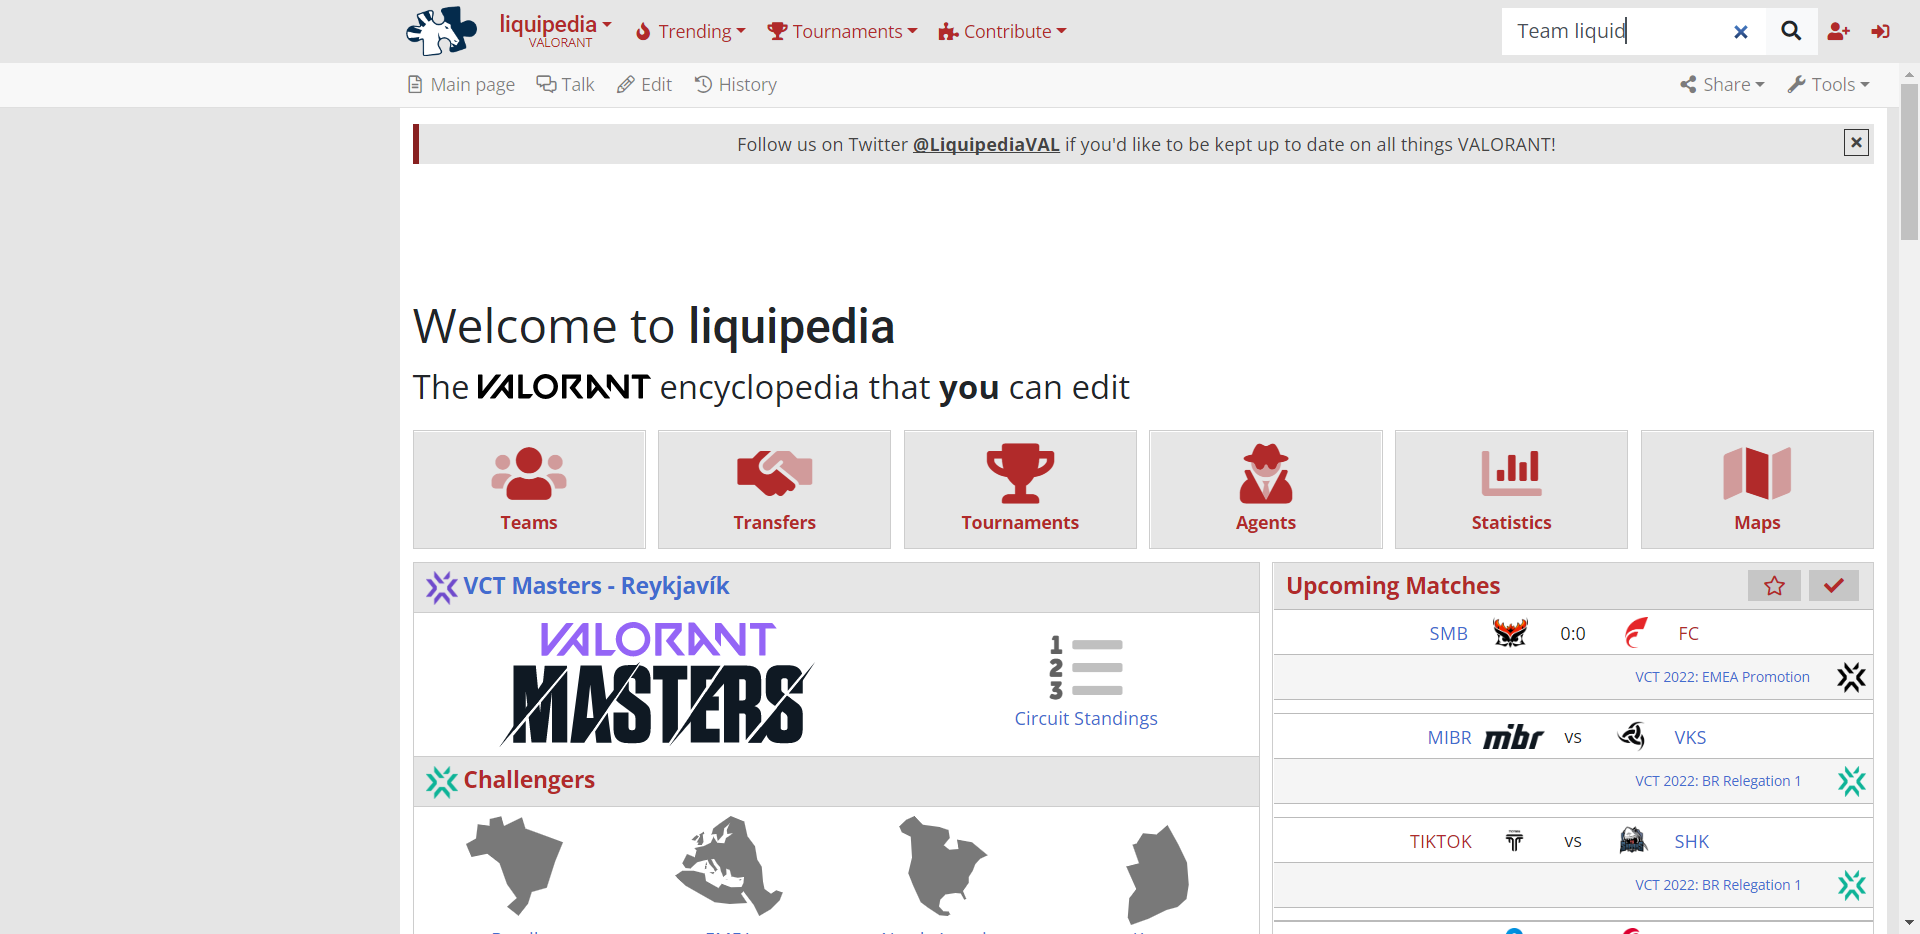 liquipedia
VALORANT
Trending
Tournaments
Contribute
Team liquid
Main page
Talk
Edit
History
Share
Tools
Follow us on Twitter @LiquipediaVAL if you'd like to be kept up to date on all things VALORANT!
Welcome to liquipedia
The VALORANT encyclopedia that you can edit
Teams
Transfers
Tournaments
Agents
Statistics
Maps
VCT Masters - Reykjavík
VALORANT
MASTERS
1
2
3
Circuit Standings
Challengers
Upcoming Matches
SMB 0:0 FC
VCT 2022: EMEA Promotion
MIBR mibr vs VKS
VCT 2022: BR Relegation 1
TIKTOK vs SHK
VCT 2022: BR Relegation 1